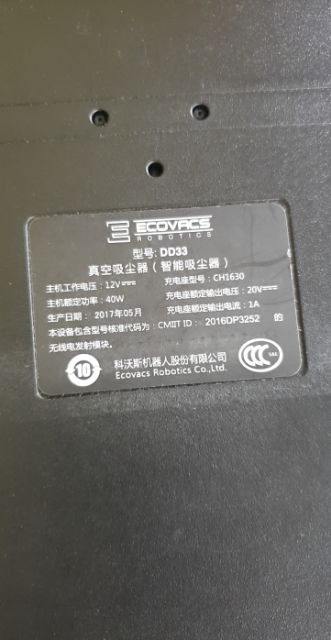 ECOVACS
ROBOTICS
型号: DD33
真空吸尘器（智能吸尘器）
主机工作电压：12V⎓ 充电座型号：CH1630
主机额定功率：40W 充电座额定输出电压：20V⎓
生产日期： 2017年05月 充电座额定输出电流：1A
本设备包含型号核准代码为：CMIIT ID： 2016DP3252 的
无线电发射模块。
10
科沃斯机器人股份有限公司
Ecovacs Robotics Co.,Ltd.
CCC
S&E